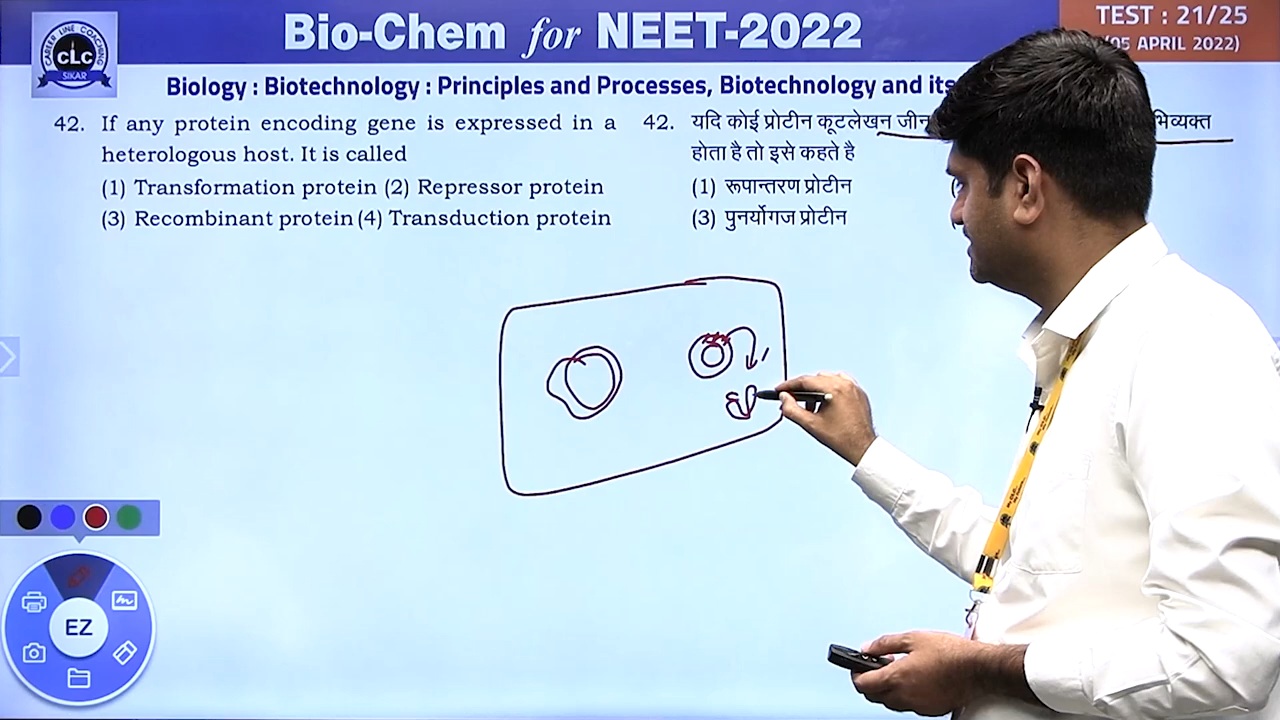 Bio-Chem for NEET-2022
TEST : 21/25
(05 APRIL 2022)
CAREER LINE COACHING
CLC
SIKAR
Biology : Biotechnology : Principles and Processes, Biotechnology and its
42. If any protein encoding gene is expressed in a
heterologous host. It is called
(1) Transformation protein (2) Repressor protein
(3) Recombinant protein (4) Transduction protein
42. यदि कोई प्रोटीन कूटलेखन जीन
होता है तो इसे कहते है
(1) रूपान्तरण प्रोटीन
(3) पुनर्योगज प्रोटीन
EZ